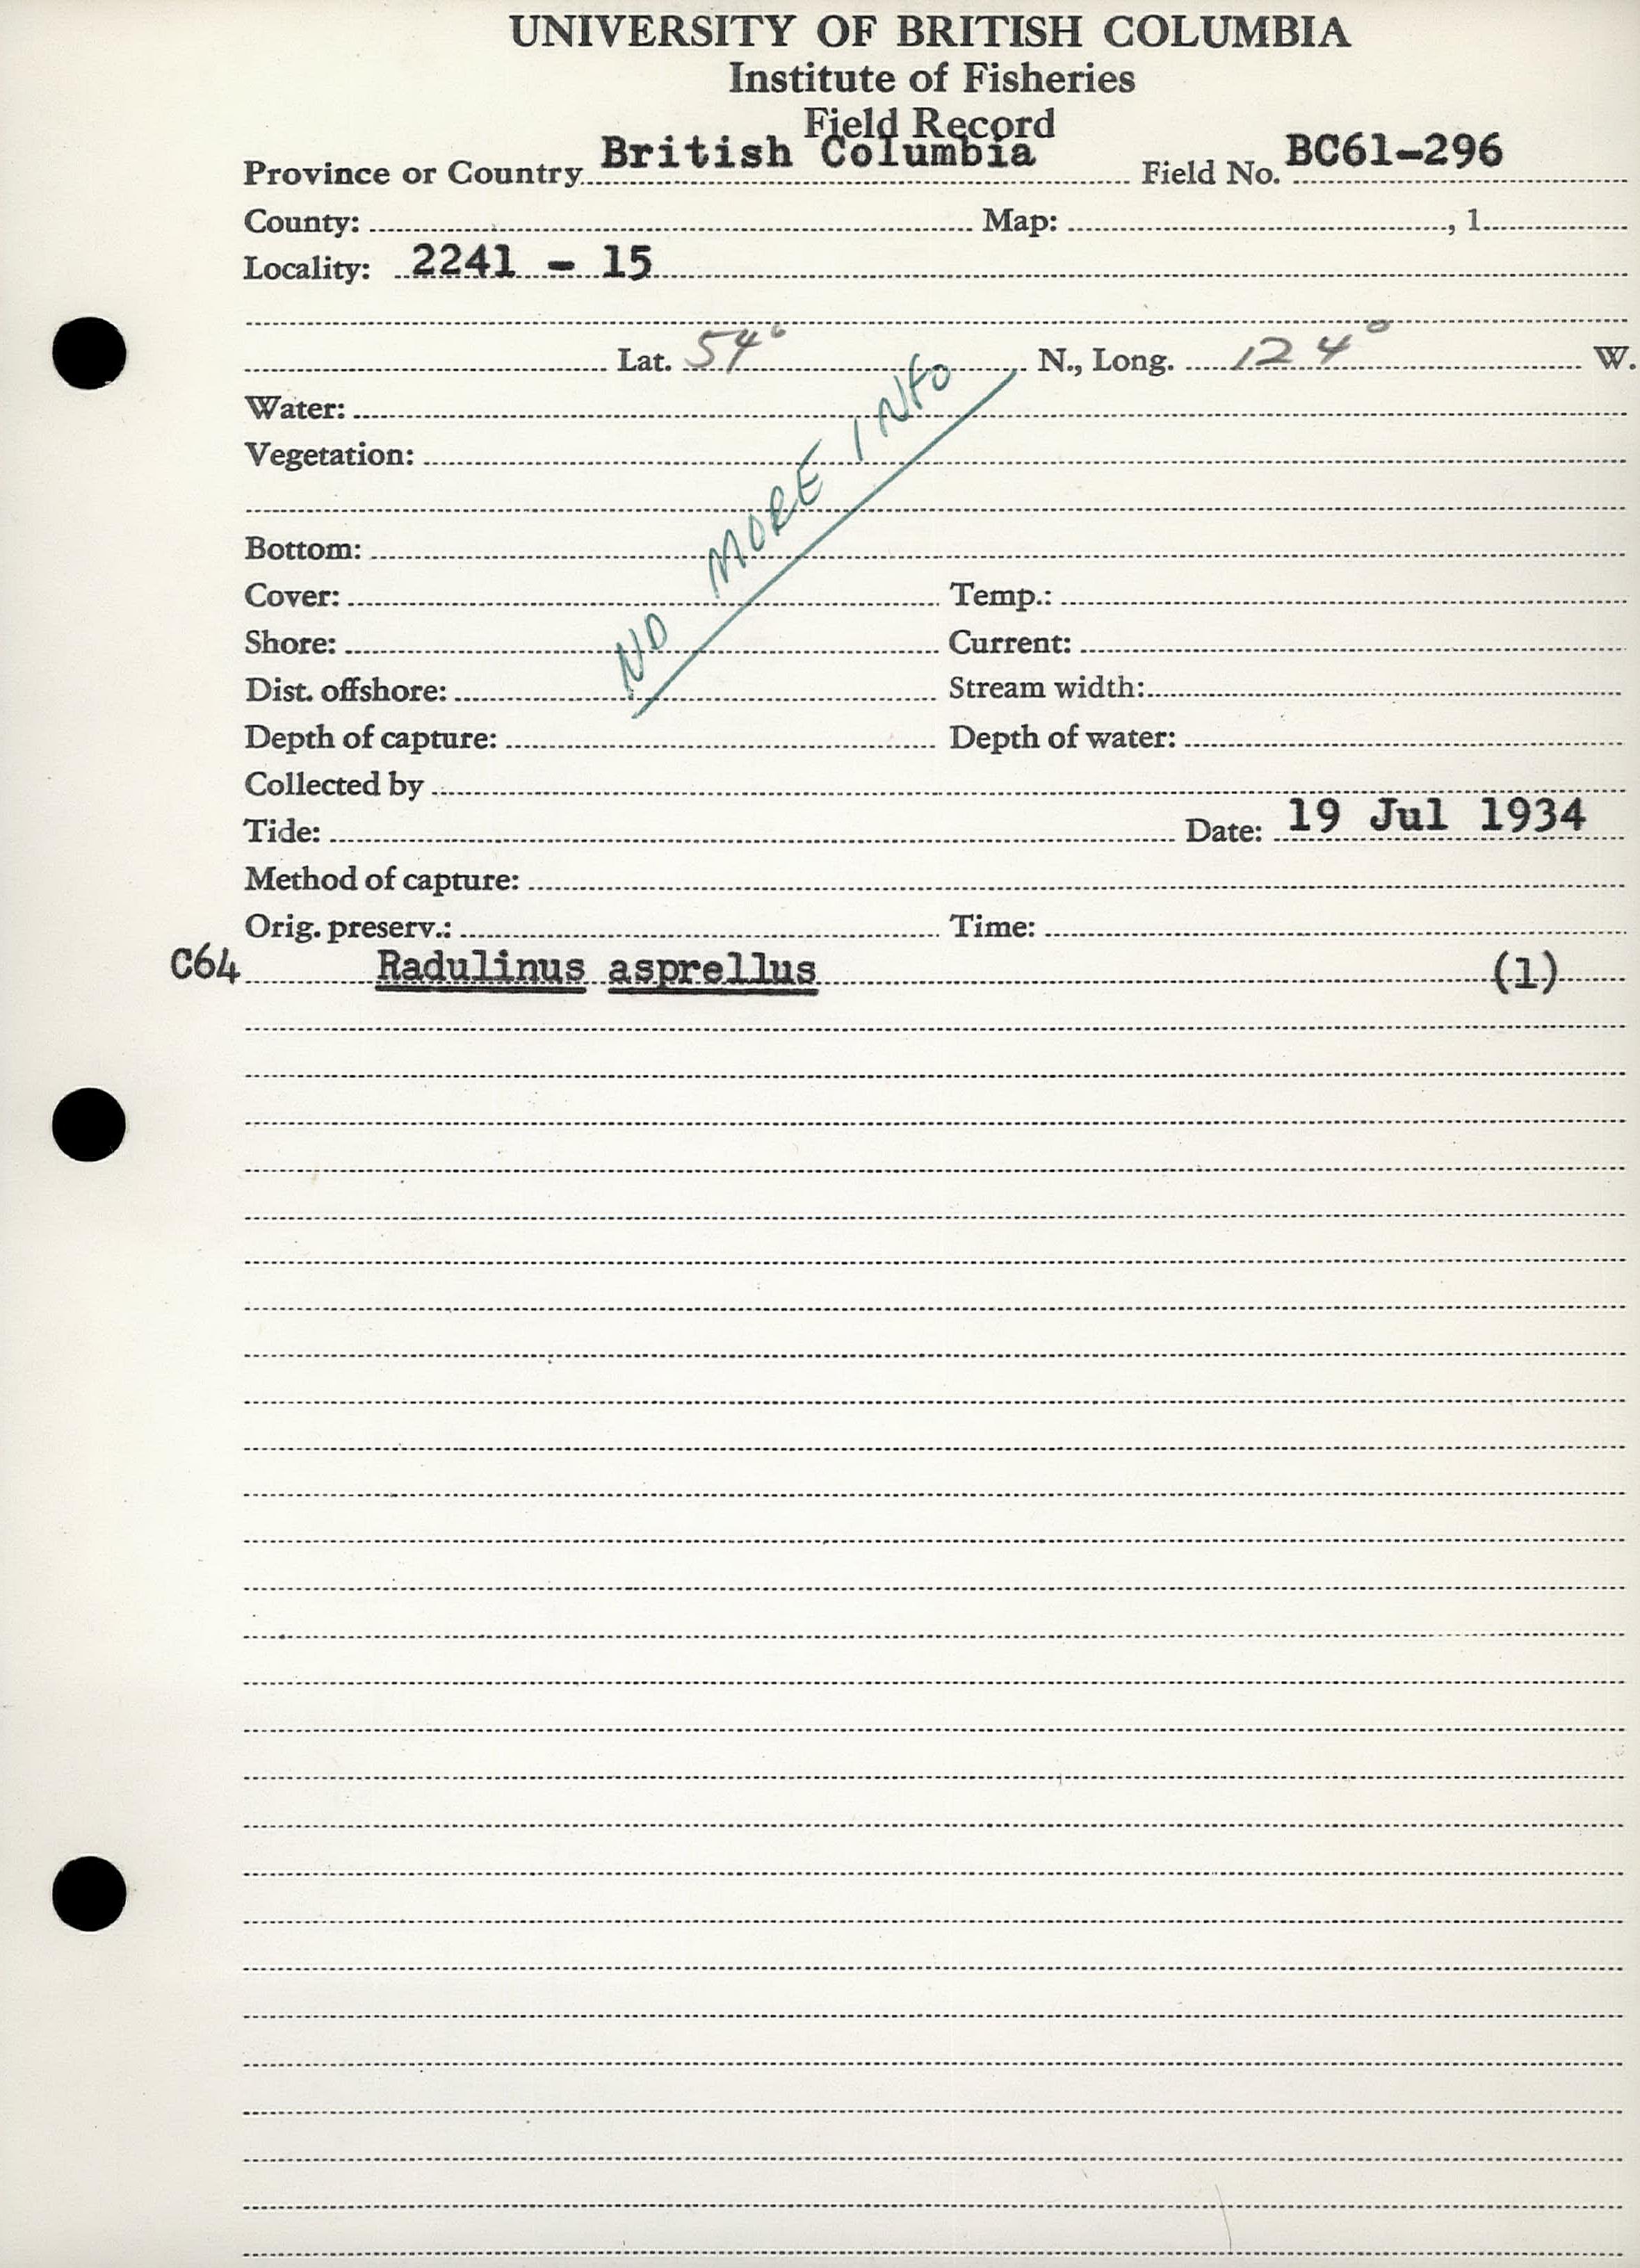 UNIVERSITY OF BRITISH COLUMBIA
Institute of Fisheries
Field Record
Province or Country British Columbia Field No. BC61-296
County: Map: , 1.
Locality: 2241 - 15
Lat. 54° N., Long. 124° W.
Water:
Vegetation:
Bottom:
Cover: Temp.:
Shore: Current:
Dist. offshore: Stream width:
Depth of capture: Depth of water:
NO MORE INFO
Collected by
Tide: Date: 19 Jul 1934
Method of capture:
Orig. preserv.: Time:
C64 Radulinus asprellus (1)